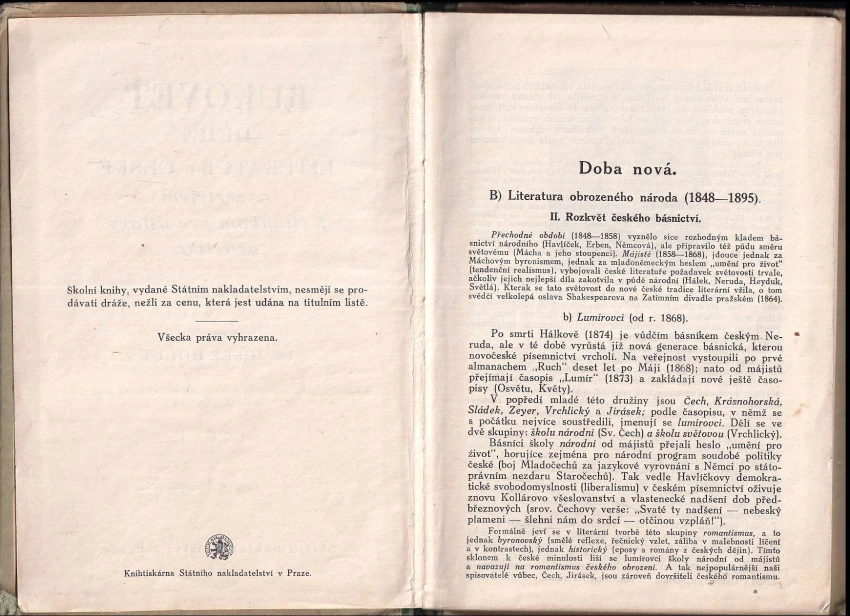 Školní knihy, vydané Státním nakladatelstvím, nesmějí se pro-
dávati dráže, nežli za cenu, která jest udána na titulním listě.
Všecka práva vyhrazena.
Knihtiskárna Státního nakladatelství v Praze.
Doba nová.
B) Literatura obrozeného národa (1848—1895).
II. Rozkvět českého básnictví.
Přechodné období (1848—1858) vyznělo sice rozhodným kladem bá-
snictví národního (Havlíček, Erben, Němcová), ale připravilo též půdu směru
světovému (Mácha a jeho stoupenci). Májisté (1858—1868), jdouce jednak za
Máchovým byronismem, jednak za mladoněmeckým heslem „umění pro život"
(tendenční realismus), vybojovali české literatuře požadavek světovosti trvale,
ačkoliv jejich nejlepší díla zakotvila v půdě národní (Hálek, Neruda, Heyduk,
Světlá). Kterak se tato světovost do nové české tradice literární vžila, o tom
svědčí velkolepá oslava Shakespearova na Zatimním divadle pražském (1864).
b) Lumírovci (od r. 1868).
Po smrti Hálkově (1874) je vůdčím básníkem českým Ne-
ruda, ale v té době vyrůstá již nová generace básnická, kterou
novočeské písemnictví vrcholí. Na veřejnost vystoupili po prvé
almanachem „Ruch" deset let po Máji (1868); nato od májistů
přejímají časopis „Lumír" (1873) a zakládají nové ještě časo-
pisy (Osvětu, Květy).
V popředí mladé této družiny jsou Čech, Krásnohorská,
Sládek, Zeyer, Vrchlický a Jirásek; podle časopisu, v němž se
s počátku nejvíce soustředili, jmenují se lumírovci. Dělí se ve
dvě skupiny: školu národní (Sv. Čech) a školu světovou (Vrchlický).
Básníci školy národní od májistů přejali heslo „umění pro
život", horujíce zejména pro národní program soudobé politiky
české (boj Mladočechů za jazykové vyrovnání s Němci po státo-
právním nezdaru Staročechů). Tak vedle Havlíčkovy demokra-
tické svobodomyslnosti (liberalismu) v českém písemnictví oživuje
znovu Kollárovo všeslovanství a vlastenecké nadšení dob před-
březnových (srov. Čechovy verše: „Svaté ty nadšení — nebeský
plameni — šlehni nám do srdcí — otčinou vzpláň!").
Formálně jeví se v literární tvorbě této skupiny romantismus, a to
jednak byronovský (smělé reflexe, řečnický vzlet, záliba v malebnosti líčení
a v kontrastech), jednak historický (eposy a romány z českých dějin). Tímto
sklonem k české minulosti liší se lumírovci školy národní od májistů
a navazují na romantismus českého obrození. A tak nejpopulárnější naši
spisovatelé vůbec, Čech, Jirásek, jsou zároveň dovršiteli českého romantismu.
*